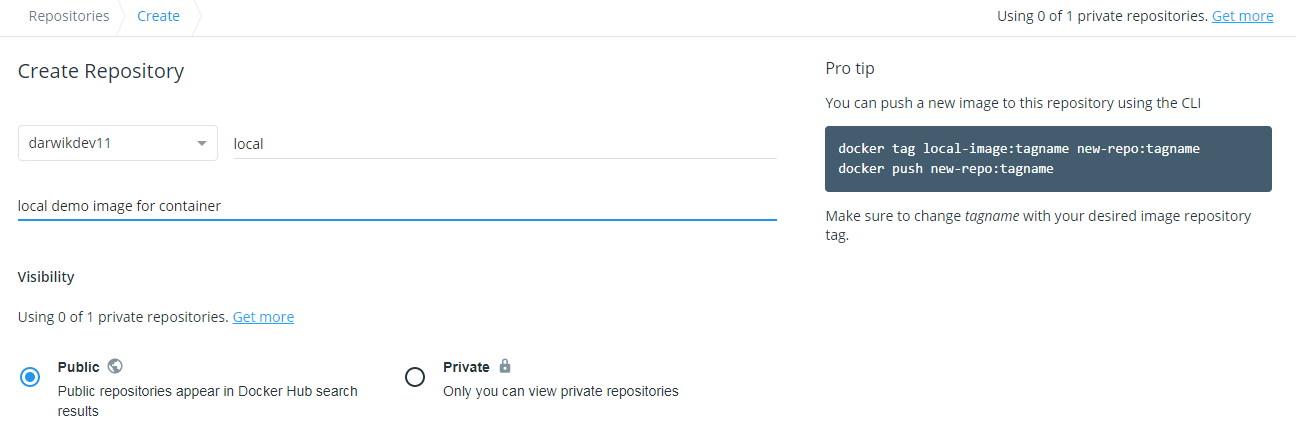 Repositories Create Using 0 of 1 private repositories. Get more
Create Repository
darwikdev11 local
local demo image for container
Visibility
Using 0 of 1 private repositories. Get more
Public
Public repositories appear in Docker Hub search
results
Private
Only you can view private repositories
Pro tip
You can push a new image to this repository using the CLI
docker tag local-image:tagname new-repo:tagname
docker push new-repo:tagname
Make sure to change tagname with your desired image repository
tag.